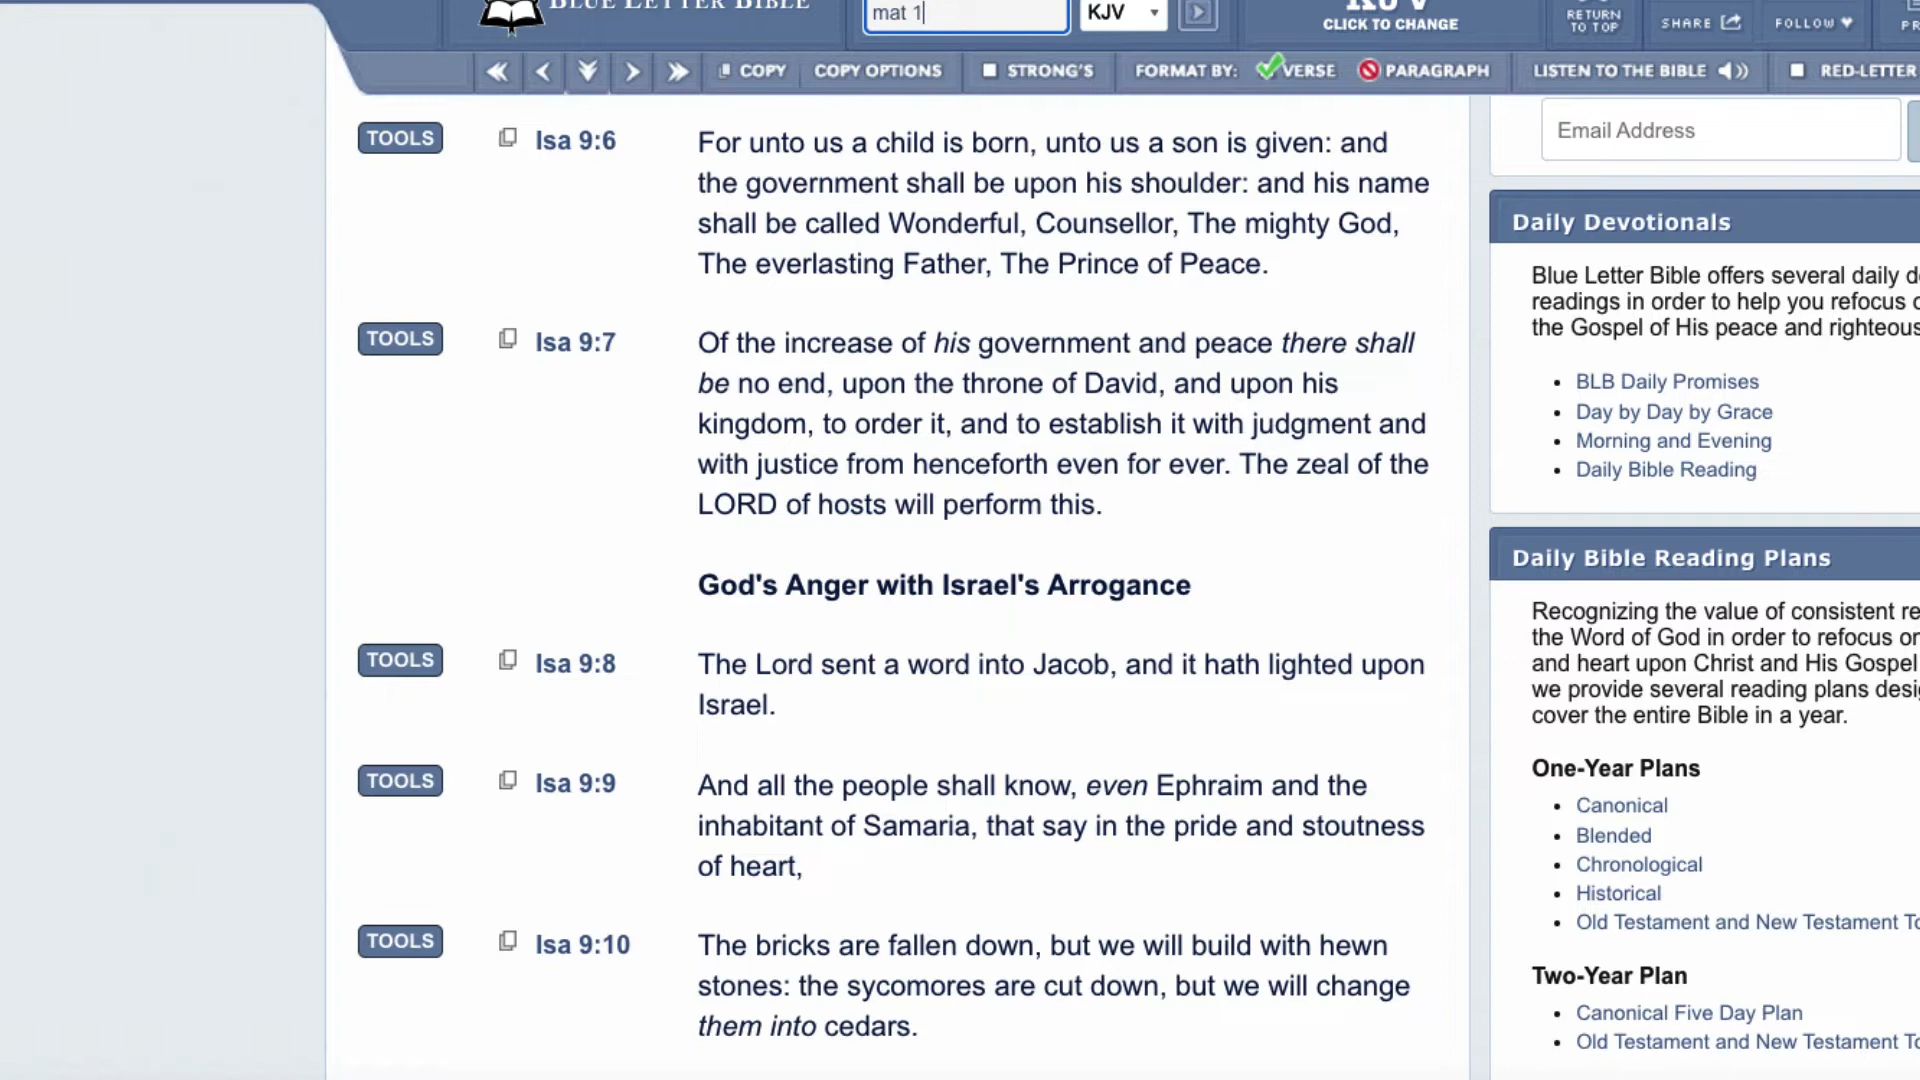 BLUE LETTER BIBLE
mat 1
KJV
KJV
CLICK TO CHANGE
RETURN
TO TOP
SHARE
FOLLOW
COPY
COPY OPTIONS
STRONG'S
FORMAT BY:
VERSE
PARAGRAPH
LISTEN TO THE BIBLE
RED-LETTER
TOOLS
Isa 9:6
For unto us a child is born, unto us a son is given: and
the government shall be upon his shoulder: and his name
shall be called Wonderful, Counsellor, The mighty God,
The everlasting Father, The Prince of Peace.
TOOLS
Isa 9:7
Of the increase of his government and peace there shall
be no end, upon the throne of David, and upon his
kingdom, to order it, and to establish it with judgment and
with justice from henceforth even for ever. The zeal of the
LORD of hosts will perform this.
God's Anger with Israel's Arrogance
TOOLS
Isa 9:8
The Lord sent a word into Jacob, and it hath lighted upon
Israel.
TOOLS
Isa 9:9
And all the people shall know, even Ephraim and the
inhabitant of Samaria, that say in the pride and stoutness
of heart,
TOOLS
Isa 9:10
The bricks are fallen down, but we will build with hewn
stones: the sycomores are cut down, but we will change
them into cedars.
Email Address
Daily Devotionals
Blue Letter Bible offers several daily
readings in order to help you refocus
the Gospel of His peace and
BLB Daily Promises
Day by Day by Grace
Morning and Evening
Daily Bible Reading
Daily Bible Reading Plans
Recognizing the value of consistent
the Word of God in order to refocus
and heart upon Christ and His Gospel
we provide several reading plans
cover the entire Bible in a year.
One-Year Plans
Canonical
Blended
Chronological
Historical
Old Testament and New Testament
Two-Year Plan
Canonical Five Day Plan
Old Testament and New Testament